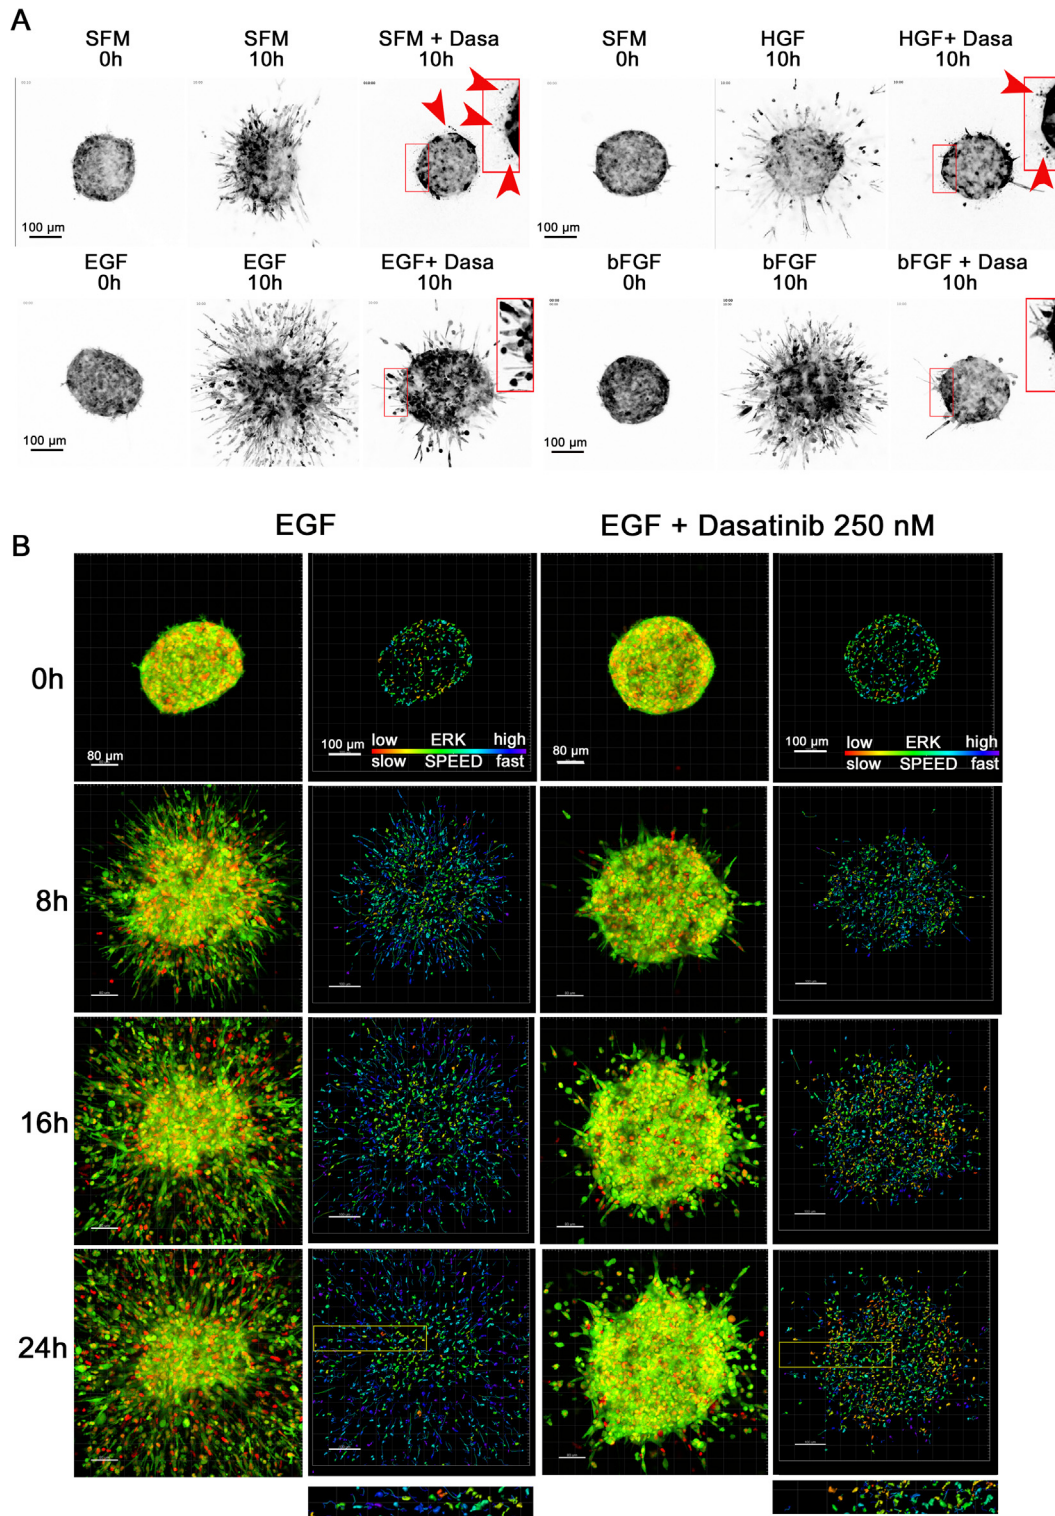 A
SFM SFM SFM + Dasa SFM HGF HGF+ Dasa
0h 10h 10h 0h 10h 10h
100 µm 100 µm
EGF EGF EGF+ Dasa bFGF bFGF bFGF + Dasa
0h 10h 10h 0h 10h 10h
100 µm 100 µm
EGF EGF + Dasatinib 250 nM
B
0h
low ERK high low ERK high
80 µm 100 µm slow SPEED fast 80 µm 100 µm slow SPEED fast
8h
16h
24h